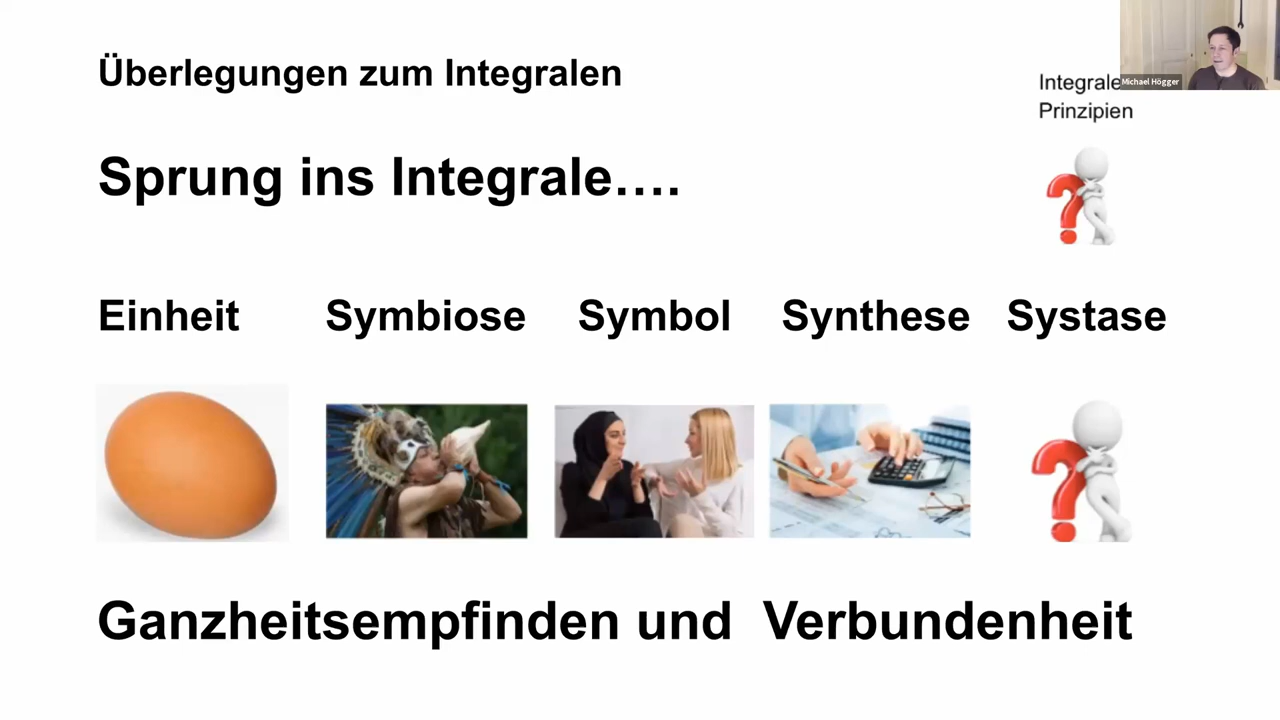 Überlegungen zum Integralen
Integrale
Prinzipien
Michael Högger
Sprung ins Integrale....
Einheit Symbiose Symbol Synthese Systase
Ganzheitsempfinden und Verbundenheit